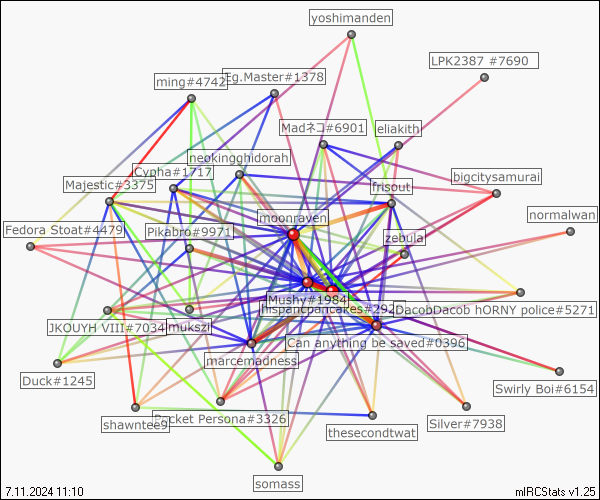 yoshimanden
LPK2387 #7690
Eg.Master#1378
ming#4742
Madネコ#6901
eliakith
neokingghidorah
Cypha#1717
bigcitysamurai
Majestic#3375
frisout
moonraven
normalwan
Fedora Stoat#4479
Pikabro#9971
zebula
Mushy#1984
hispanicpancakes#292
DacobDacob hORNY police#5271
JKOUYH VIII#7034
mukszi
Can anything be saved#0396
marcemadness
Duck#1245
Swirly Boi#6154
Pocket Persona#3326
shawntee9
Silver#7938
thesecondtwat
somass
7.11.2024 11:10
mIRCStats v1.25